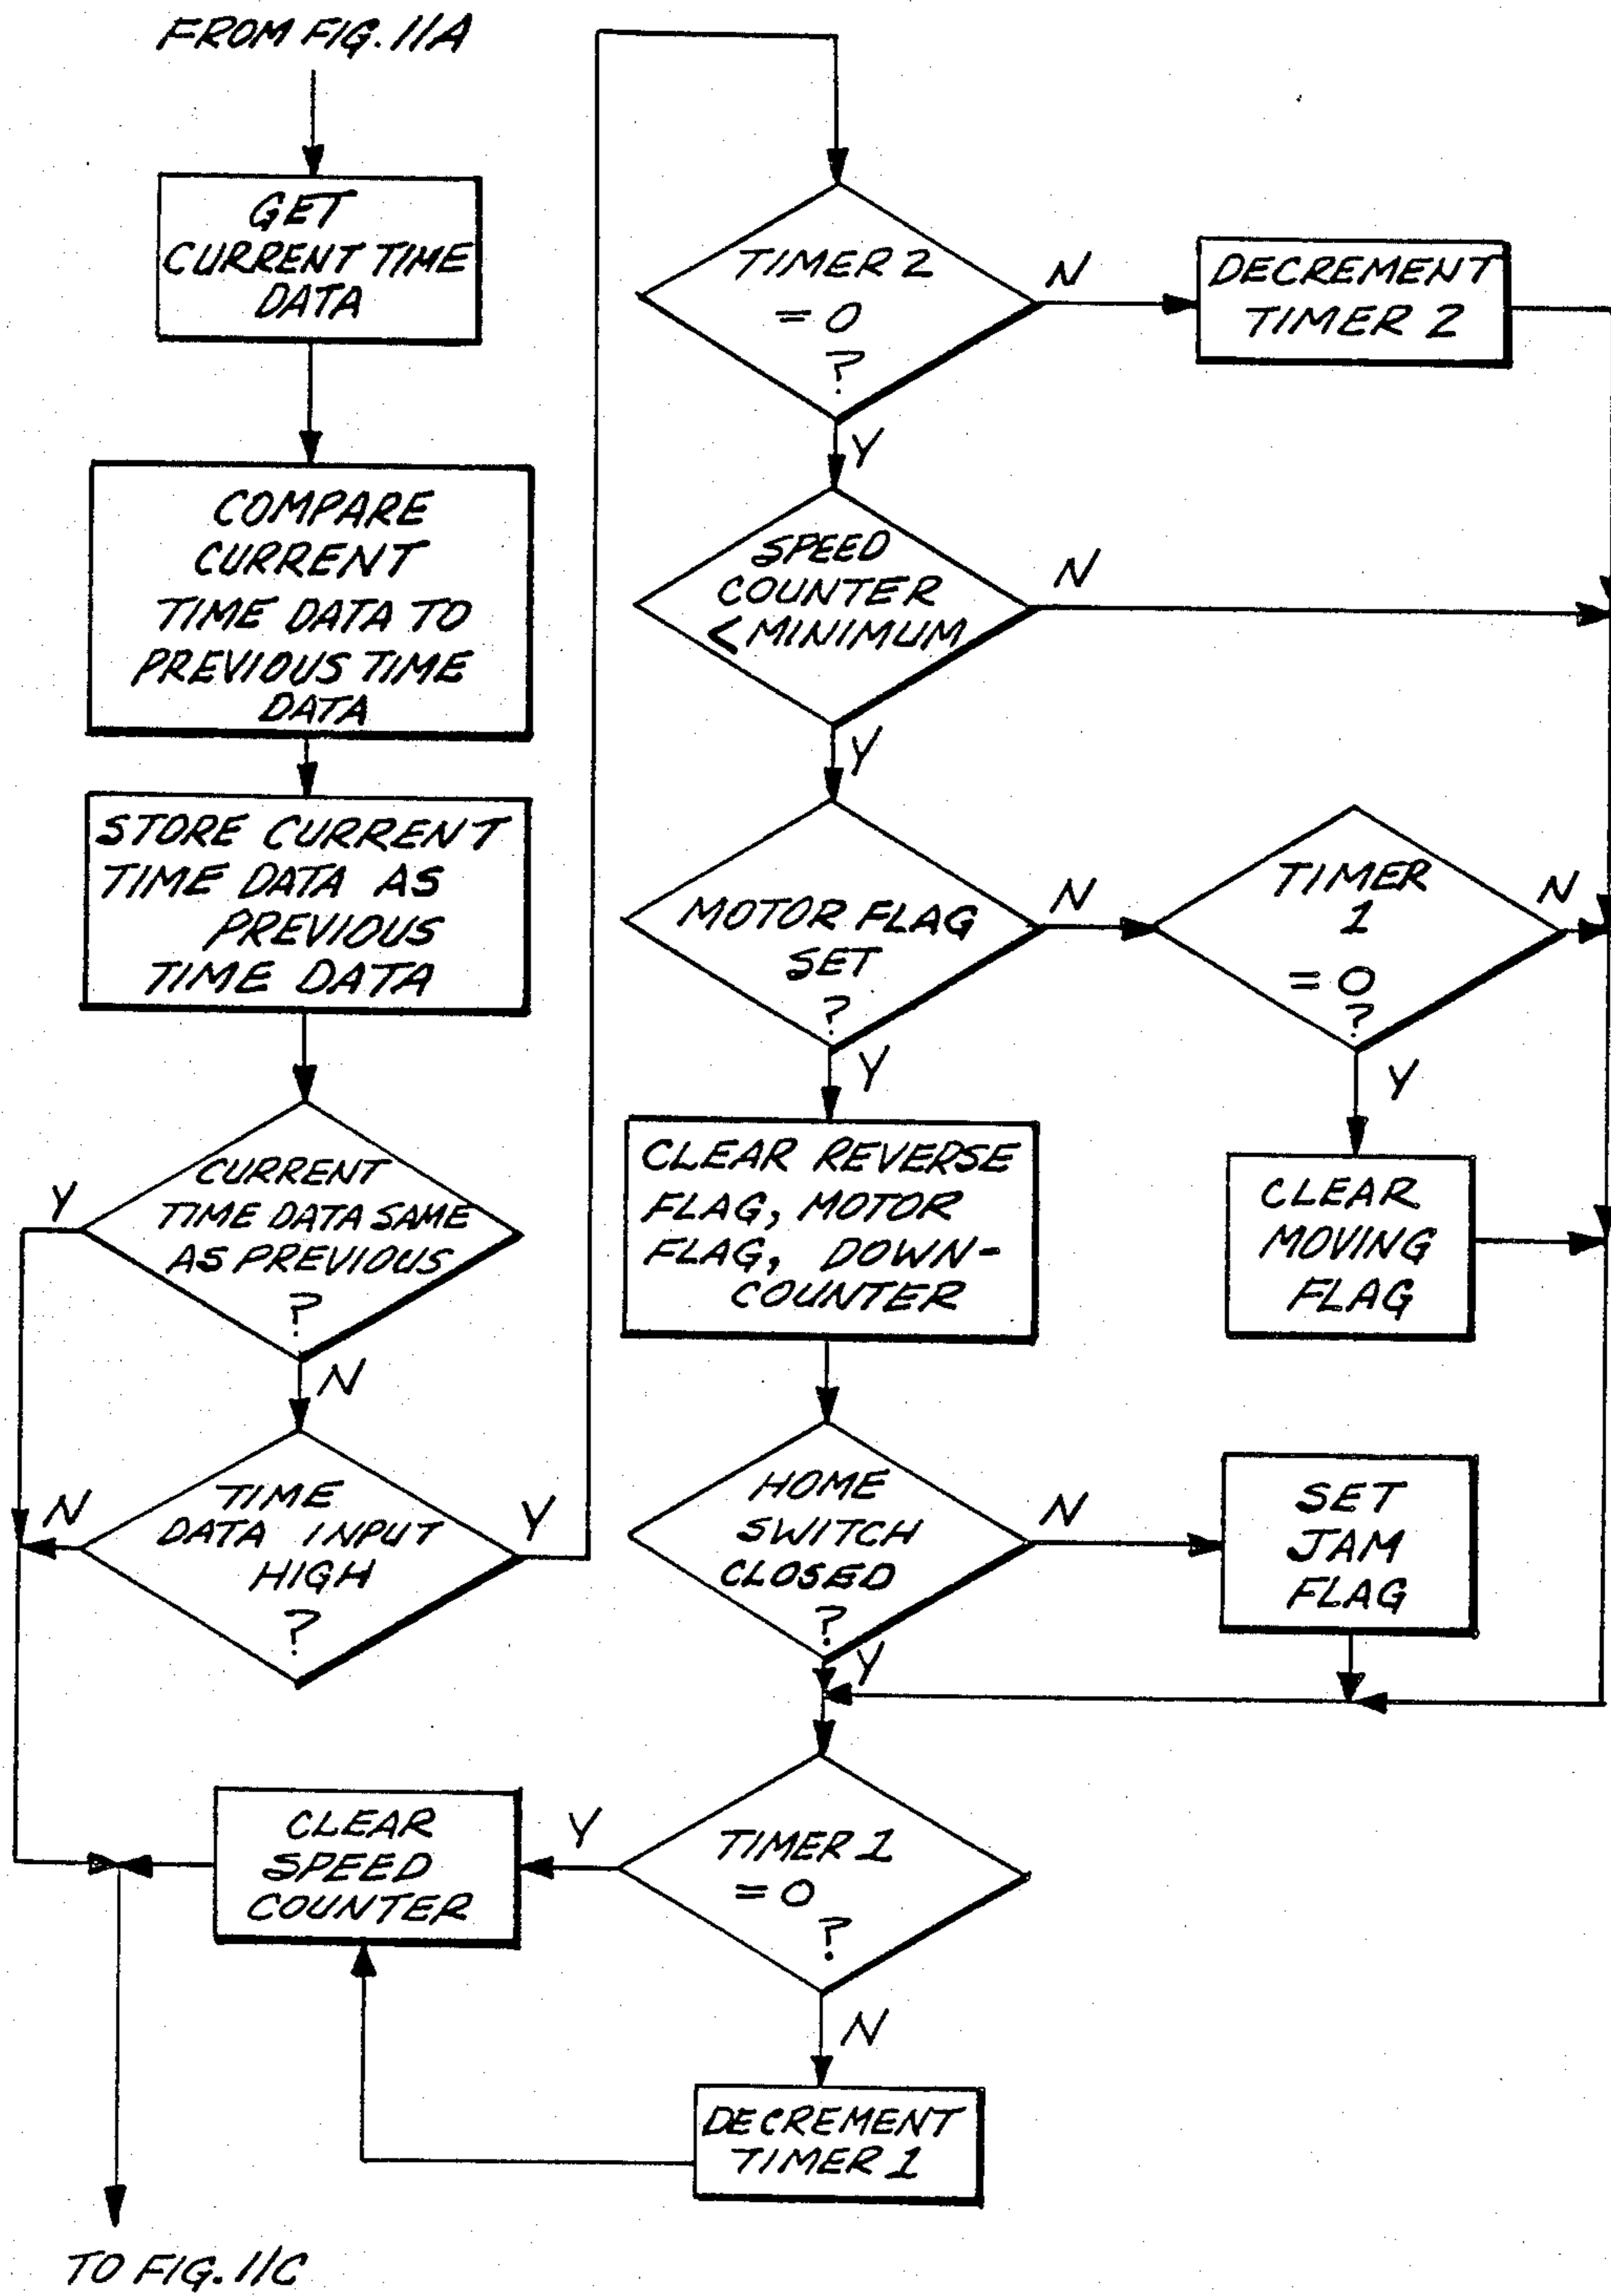 FROM FIG. 11A
GET
CURRENT TIME
DATA
COMPARE
CURRENT
TIME DATA TO
PREVIOUS TIME
DATA
STORE CURRENT
TIME DATA AS
PREVIOUS
TIME DATA
CURRENT
TIME DATA SAME
AS PREVIOUS
?
Y
N
TIME
DATA INPUT
HIGH
?
N
Y
TIMER 2
= 0
?
N
Y
DECREMENT
TIMER 2
SPEED
COUNTER
< MINIMUM
N
Y
MOTOR FLAG
SET
?
N
Y
TIMER
1
= 0
?
N
Y
CLEAR REVERSE
FLAG, MOTOR
FLAG, DOWN-
COUNTER
CLEAR
MOVING
FLAG
HOME
SWITCH
CLOSED
?
N
Y
SET
JAM
FLAG
TIMER 1
= 0
?
Y
N
CLEAR
SPEED
COUNTER
DECREMENT
TIMER 1
TO FIG. 11C